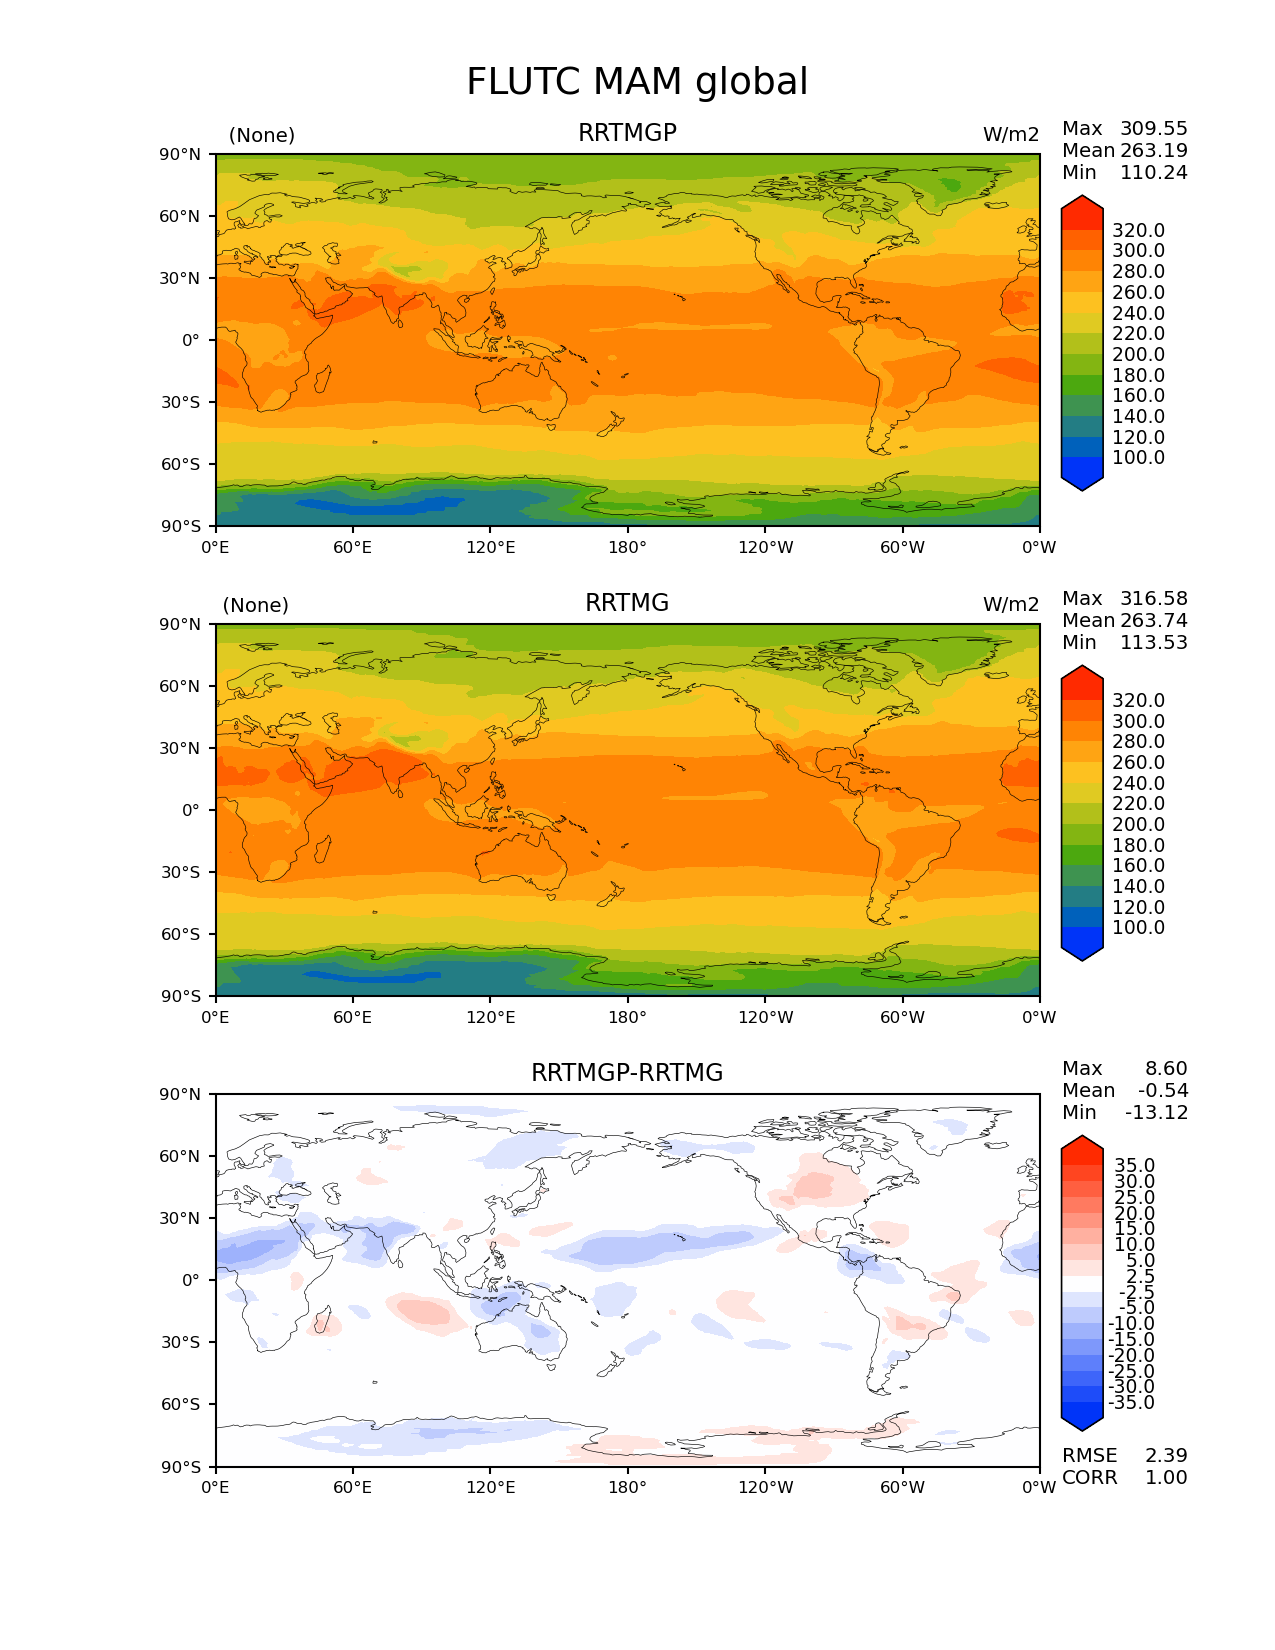 FLUTC MAM global
(None) RRTMGP W/m2
Max 309.55
Mean 263.19
Min 110.24
90°N
60°N
30°N
0°
30°S
60°S
90°S
0°E 60°E 120°E 180° 120°W 60°W 0°W
320.0
300.0
280.0
260.0
240.0
220.0
200.0
180.0
160.0
140.0
120.0
100.0
(None) RRTMG W/m2
Max 316.58
Mean 263.74
Min 113.53
90°N
60°N
30°N
0°
30°S
60°S
90°S
0°E 60°E 120°E 180° 120°W 60°W 0°W
320.0
300.0
280.0
260.0
240.0
220.0
200.0
180.0
160.0
140.0
120.0
100.0
RRTMGP-RRTMG
Max 8.60
Mean -0.54
Min -13.12
90°N
60°N
30°N
0°
30°S
60°S
90°S
0°E 60°E 120°E 180° 120°W 60°W 0°W
35.0
30.0
25.0
20.0
15.0
10.0
5.0
2.5
-2.5
-5.0
-10.0
-15.0
-20.0
-25.0
-30.0
-35.0
RMSE 2.39
CORR 1.00